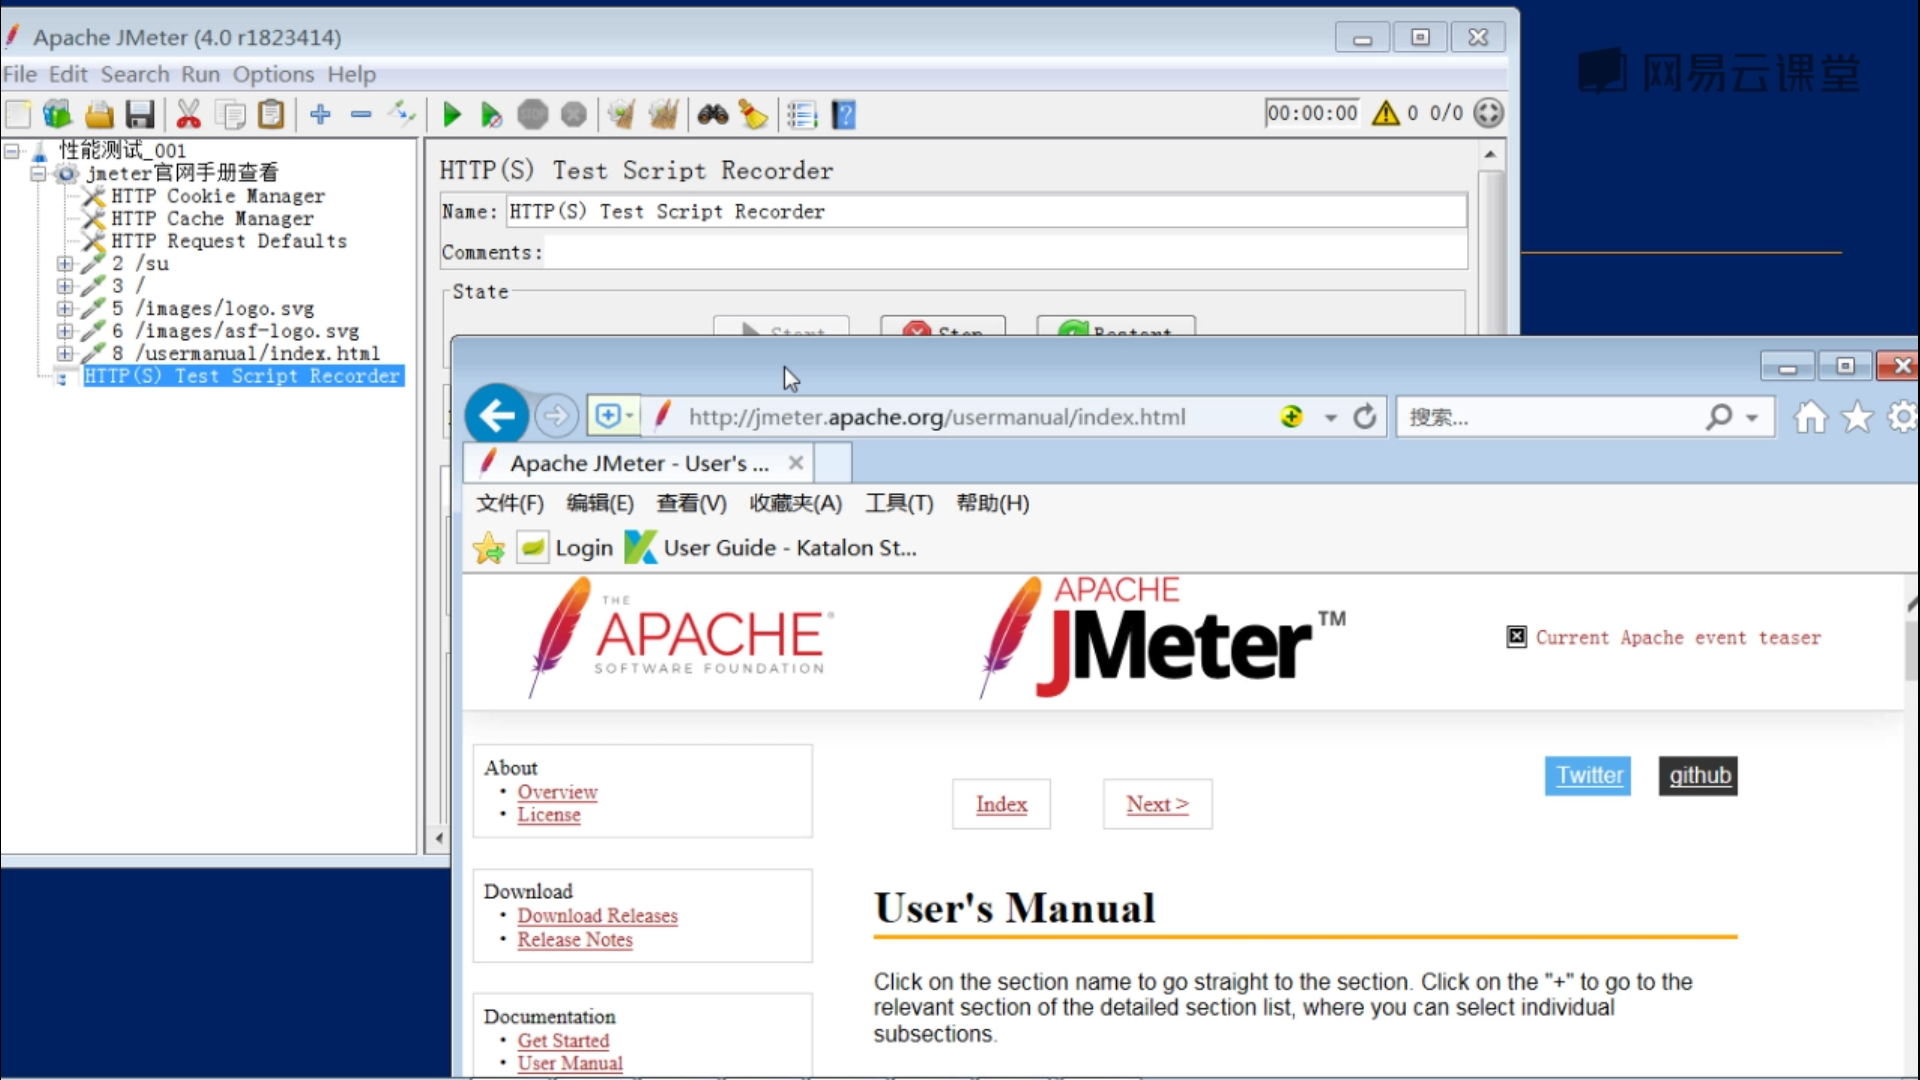 Apache JMeter (4.0 r1823414)
网易云课堂
File Edit Search Run Options Help
STOP
00:00:00 0 0/0
性能测试_001
jmeter官网手册查看
HTTP Cookie Manager
HTTP Cache Manager
HTTP Request Defaults
2 /su
3 /
5 /images/logo.svg
6 /images/asf-logo.svg
8 /usermanual/index.html
HTTP(S) Test Script Recorder
HTTP(S) Test Script Recorder
Name: HTTP(S) Test Script Recorder
Comments:
State
Start Stop Restart
http://jmeter.apache.org/usermanual/index.html
搜索...
Apache JMeter - User's ...
文件(F) 编辑(E) 查看(V) 收藏夹(A) 工具(T) 帮助(H)
Login User Guide - Katalon St...
THE
APACHE®
SOFTWARE FOUNDATION
APACHE
JMeter™
Current Apache event teaser
About
• Overview
• License
Index
Next >
Twitter
github
Download
• Download Releases
• Release Notes
User's Manual
Click on the section name to go straight to the section. Click on the "+" to go to the
relevant section of the detailed section list, where you can select individual
subsections.
Documentation
• Get Started
• User Manual